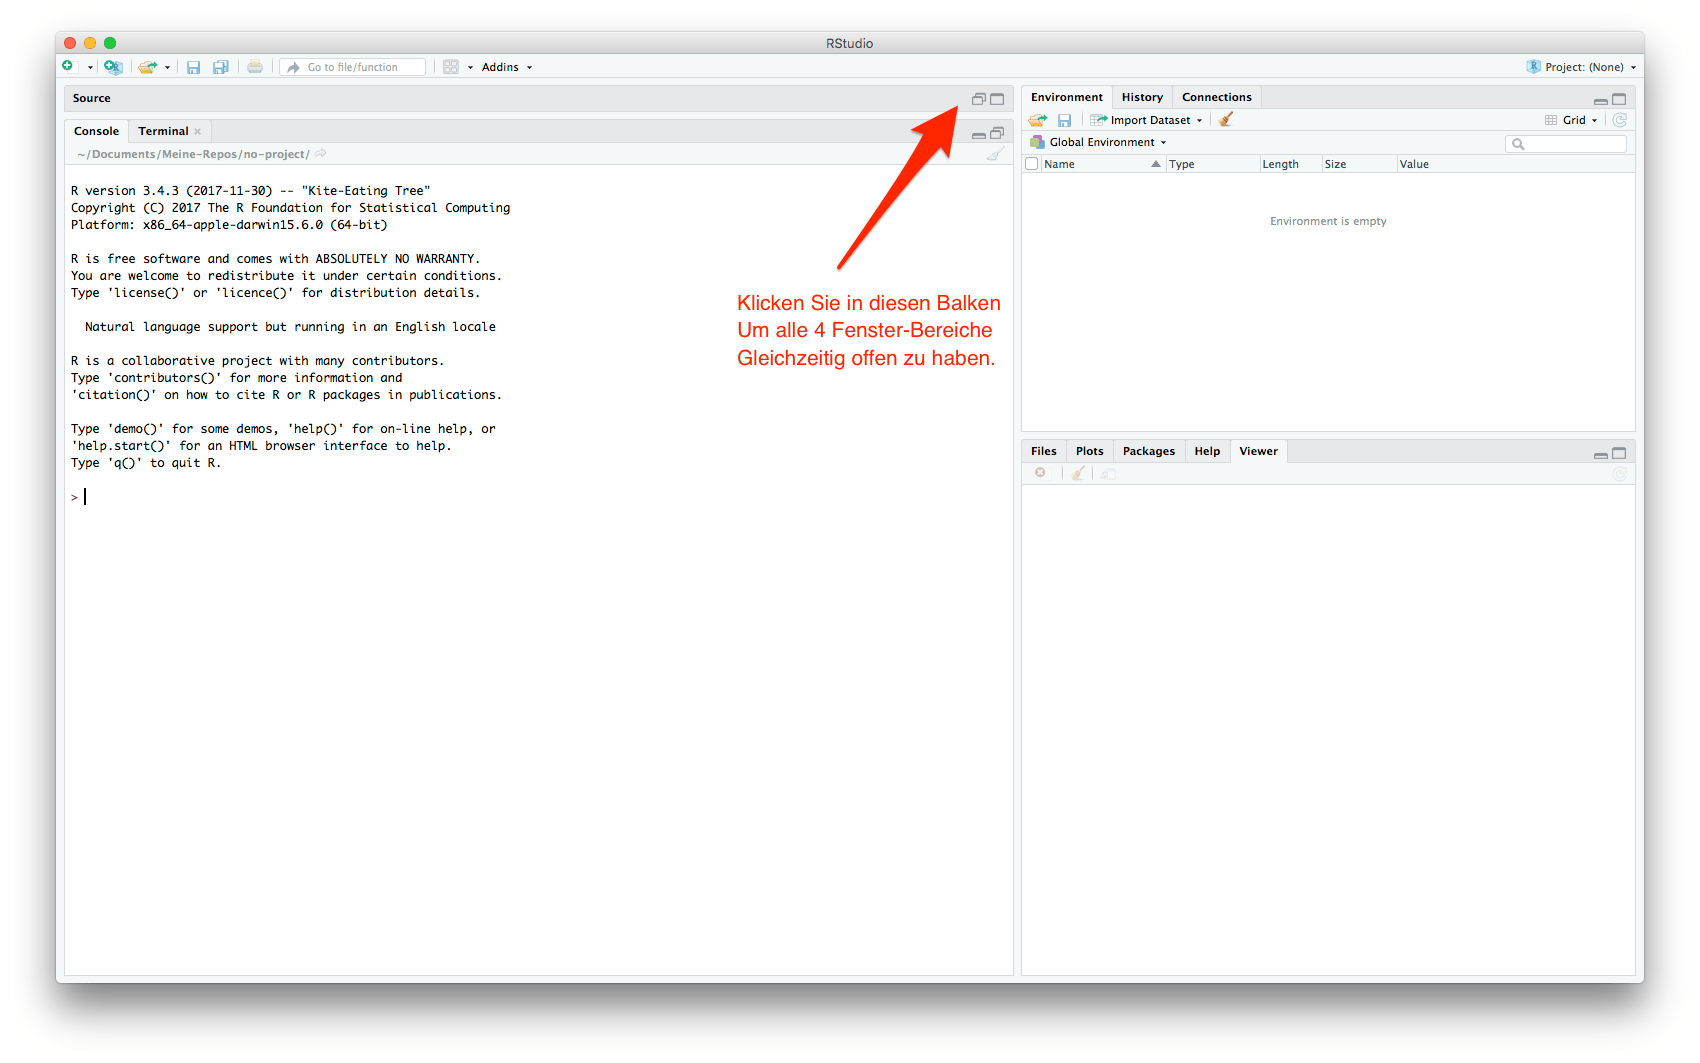 RStudio
Go to file/function Addins Project: (None)
Source
Console Terminal
~/Documents/Meine-Repos/no-project/
R version 3.4.3 (2017-11-30) -- "Kite-Eating Tree"
Copyright (C) 2017 The R Foundation for Statistical Computing
Platform: x86_64-apple-darwin15.6.0 (64-bit)
R is free software and comes with ABSOLUTELY NO WARRANTY.
You are welcome to redistribute it under certain conditions.
Type 'license()' or 'licence()' for distribution details.
Natural language support but running in an English locale
R is a collaborative project with many contributors.
Type 'contributors()' for more information and
'citation()' on how to cite R or R packages in publications.
Type 'demo()' for some demos, 'help()' for on-line help, or
'help.start()' for an HTML browser interface to help.
Type 'q()' to quit R.
>
Klicken Sie in diesen Balken
Um alle 4 Fenster-Bereiche
Gleichzeitig offen zu haben.
Environment History Connections
Import Dataset Grid
Global Environment
Name Type Length Size Value
Environment is empty
Files Plots Packages Help Viewer